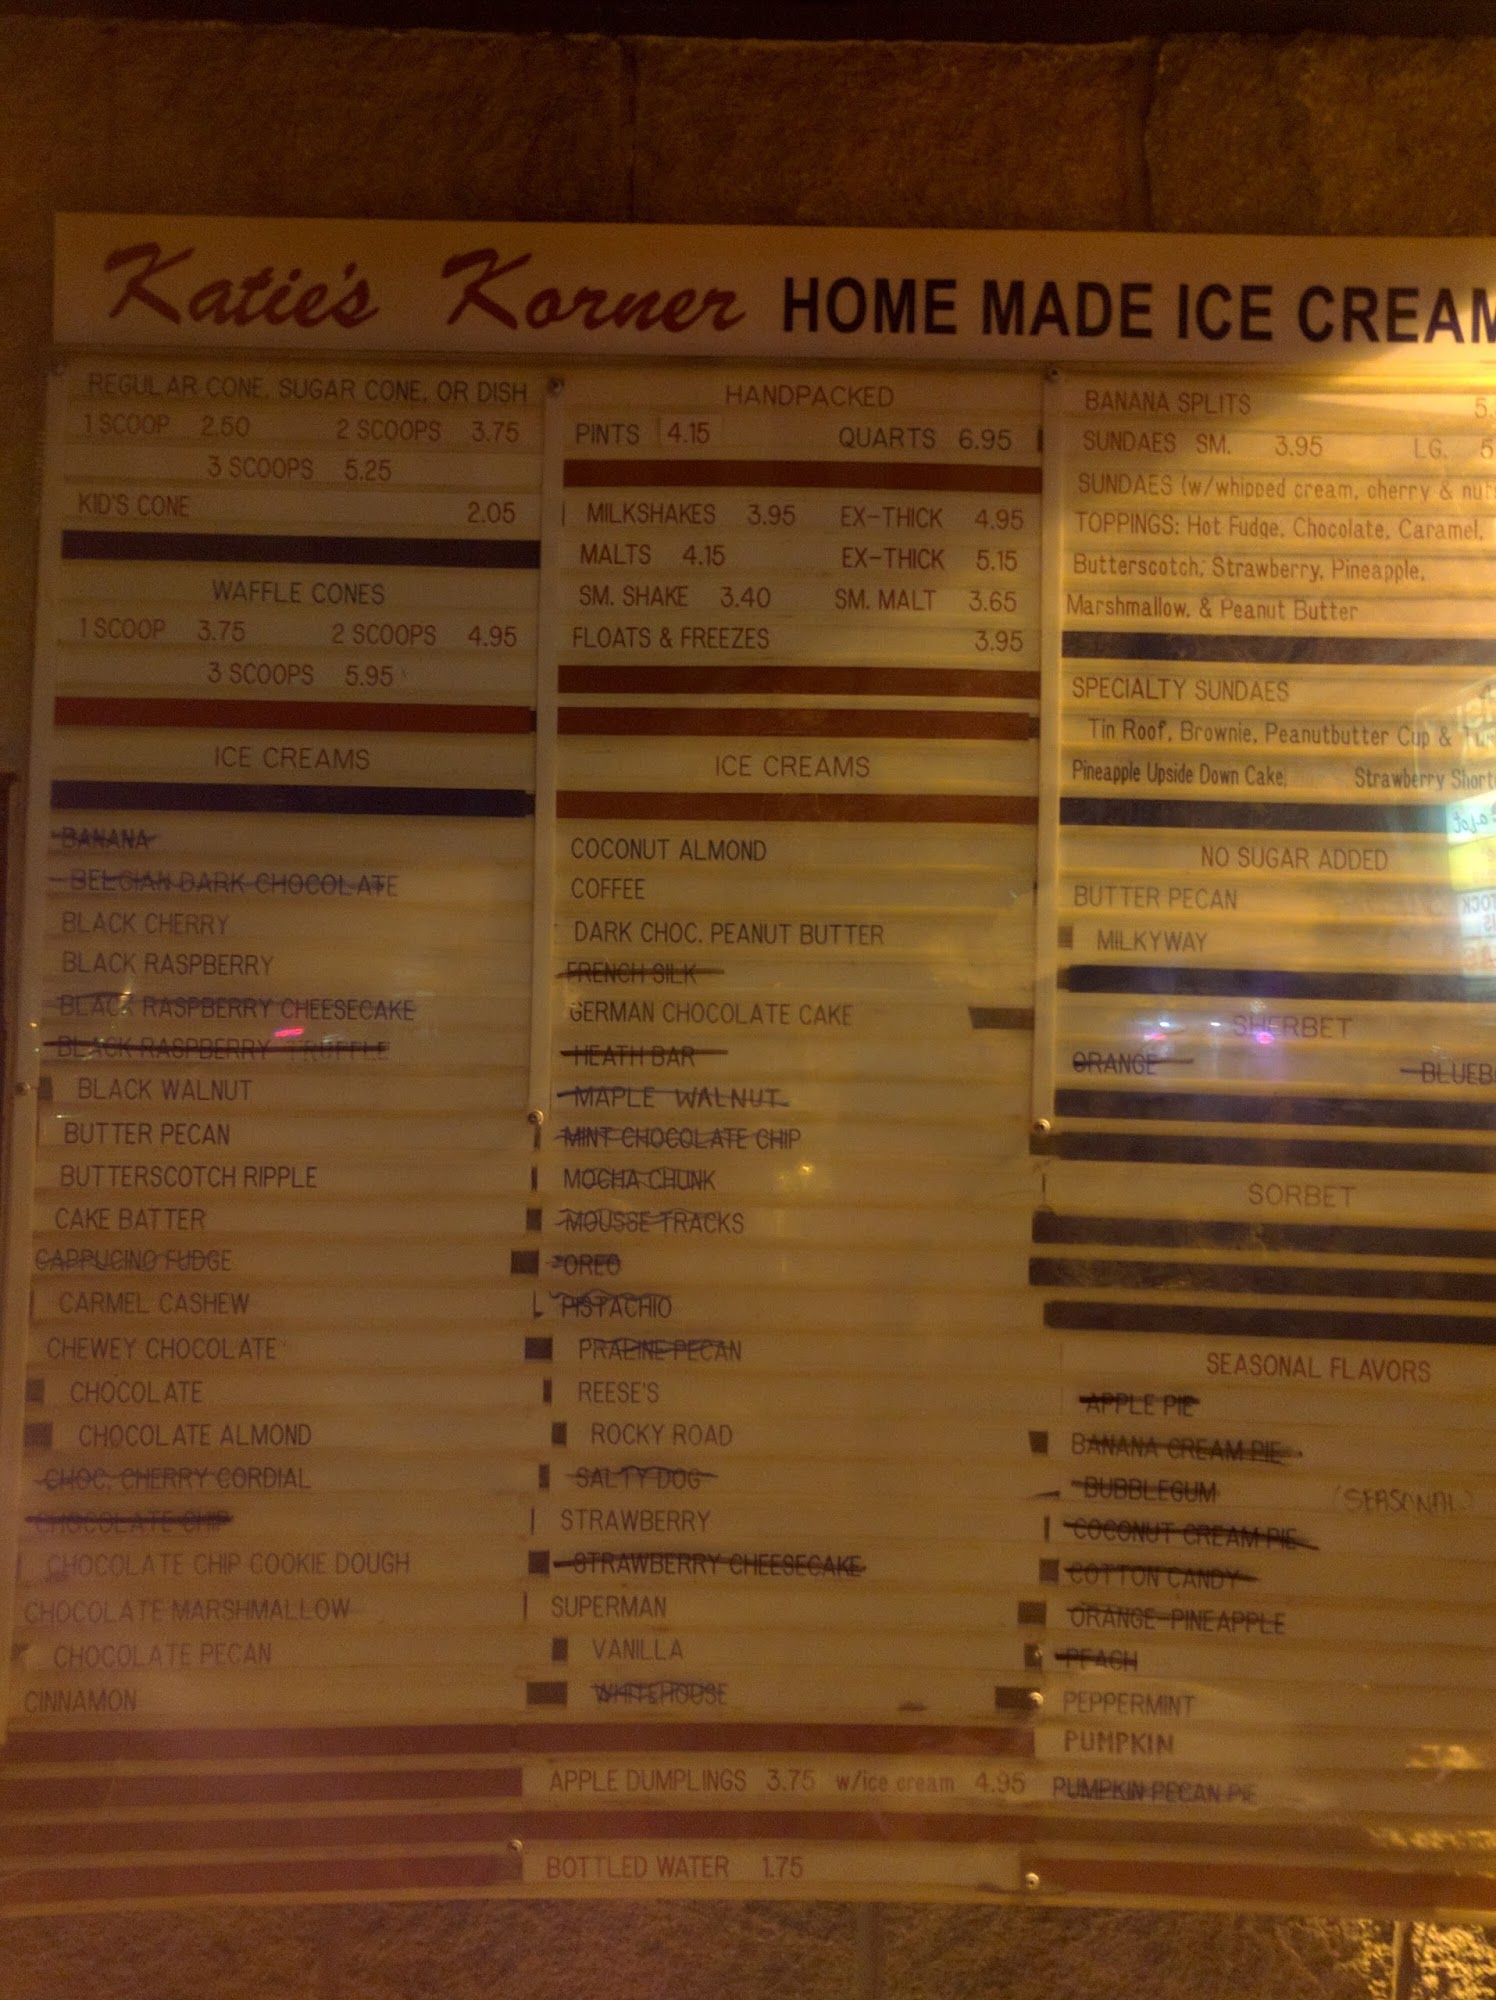 Katie's Korner HOME MADE ICE CREAM
REGULAR CONE, SUGAR CONE, OR DISH
1 SCOOP 2.50 2 SCOOPS 3.75
3 SCOOPS 5.25
KID'S CONE 2.05
WAFFLE CONES
1 SCOOP 3.75 2 SCOOPS 4.95
3 SCOOPS 5.95
ICE CREAMS
BANANA
BELGIAN DARK CHOCOLATE
BLACK CHERRY
BLACK RASPBERRY
BLACK RASPBERRY CHEESECAKE
BLACK RASPBERRY TRUFFLE
BLACK WALNUT
BUTTER PECAN
BUTTERSCOTCH RIPPLE
CAKE BATTER
CAPPUCINO FUDGE
CARMEL CASHEW
CHEWEY CHOCOLATE
CHOCOLATE
CHOCOLATE ALMOND
CHOC. CHERRY CORDIAL
CHOCOLATE CHIP
CHOCOLATE CHIP COOKIE DOUGH
CHOCOLATE MARSHMALLOW
CHOCOLATE PECAN
CINNAMON
HANDPACKED
PINTS 4.15 QUARTS 6.95
MILKSHAKES 3.95 EX-THICK 4.95
MALTS 4.15 EX-THICK 5.15
SM. SHAKE 3.40 SM. MALT 3.65
FLOATS & FREEZES 3.95
ICE CREAMS
COCONUT ALMOND
COFFEE
DARK CHOC. PEANUT BUTTER
FRENCH SILK
GERMAN CHOCOLATE CAKE
HEATH BAR
MAPLE WALNUT
MINT CHOCOLATE CHIP
MOCHA CHUNK
MOUSSE TRACKS
OREO
PISTACHIO
PRALINE PECAN
REESE'S
ROCKY ROAD
SALTY DOG
STRAWBERRY
STRAWBERRY CHEESECAKE
SUPERMAN
VANILLA
WHITEHOUSE
APPLE DUMPLINGS 3.75 w/ice cream 4.95
BOTTLED WATER 1.75
BANANA SPLITS 5.
SUNDAES SM. 3.95 LG. 5
SUNDAES (w/whipped cream, cherry & nuts
TOPPINGS: Hot Fudge, Chocolate, Caramel,
Butterscotch, Strawberry, Pineapple,
Marshmallow, & Peanut Butter
SPECIALTY SUNDAES
Tin Roof, Brownie, Peanutbutter Cup &
Pineapple Upside Down Cake, Strawberry Short
NO SUGAR ADDED
BUTTER PECAN
MILKYWAY
SHERBET
ORANGE BLUEB
SORBET
SEASONAL FLAVORS
APPLE PIE
BANANA CREAM PIE
BUBBLEGUM (SEASONAL)
COCONUT CREAM PIE
COTTON CANDY
ORANGE-PINEAPPLE
PEACH
PEPPERMINT
PUMPKIN
PUMPKIN PECAN PIE